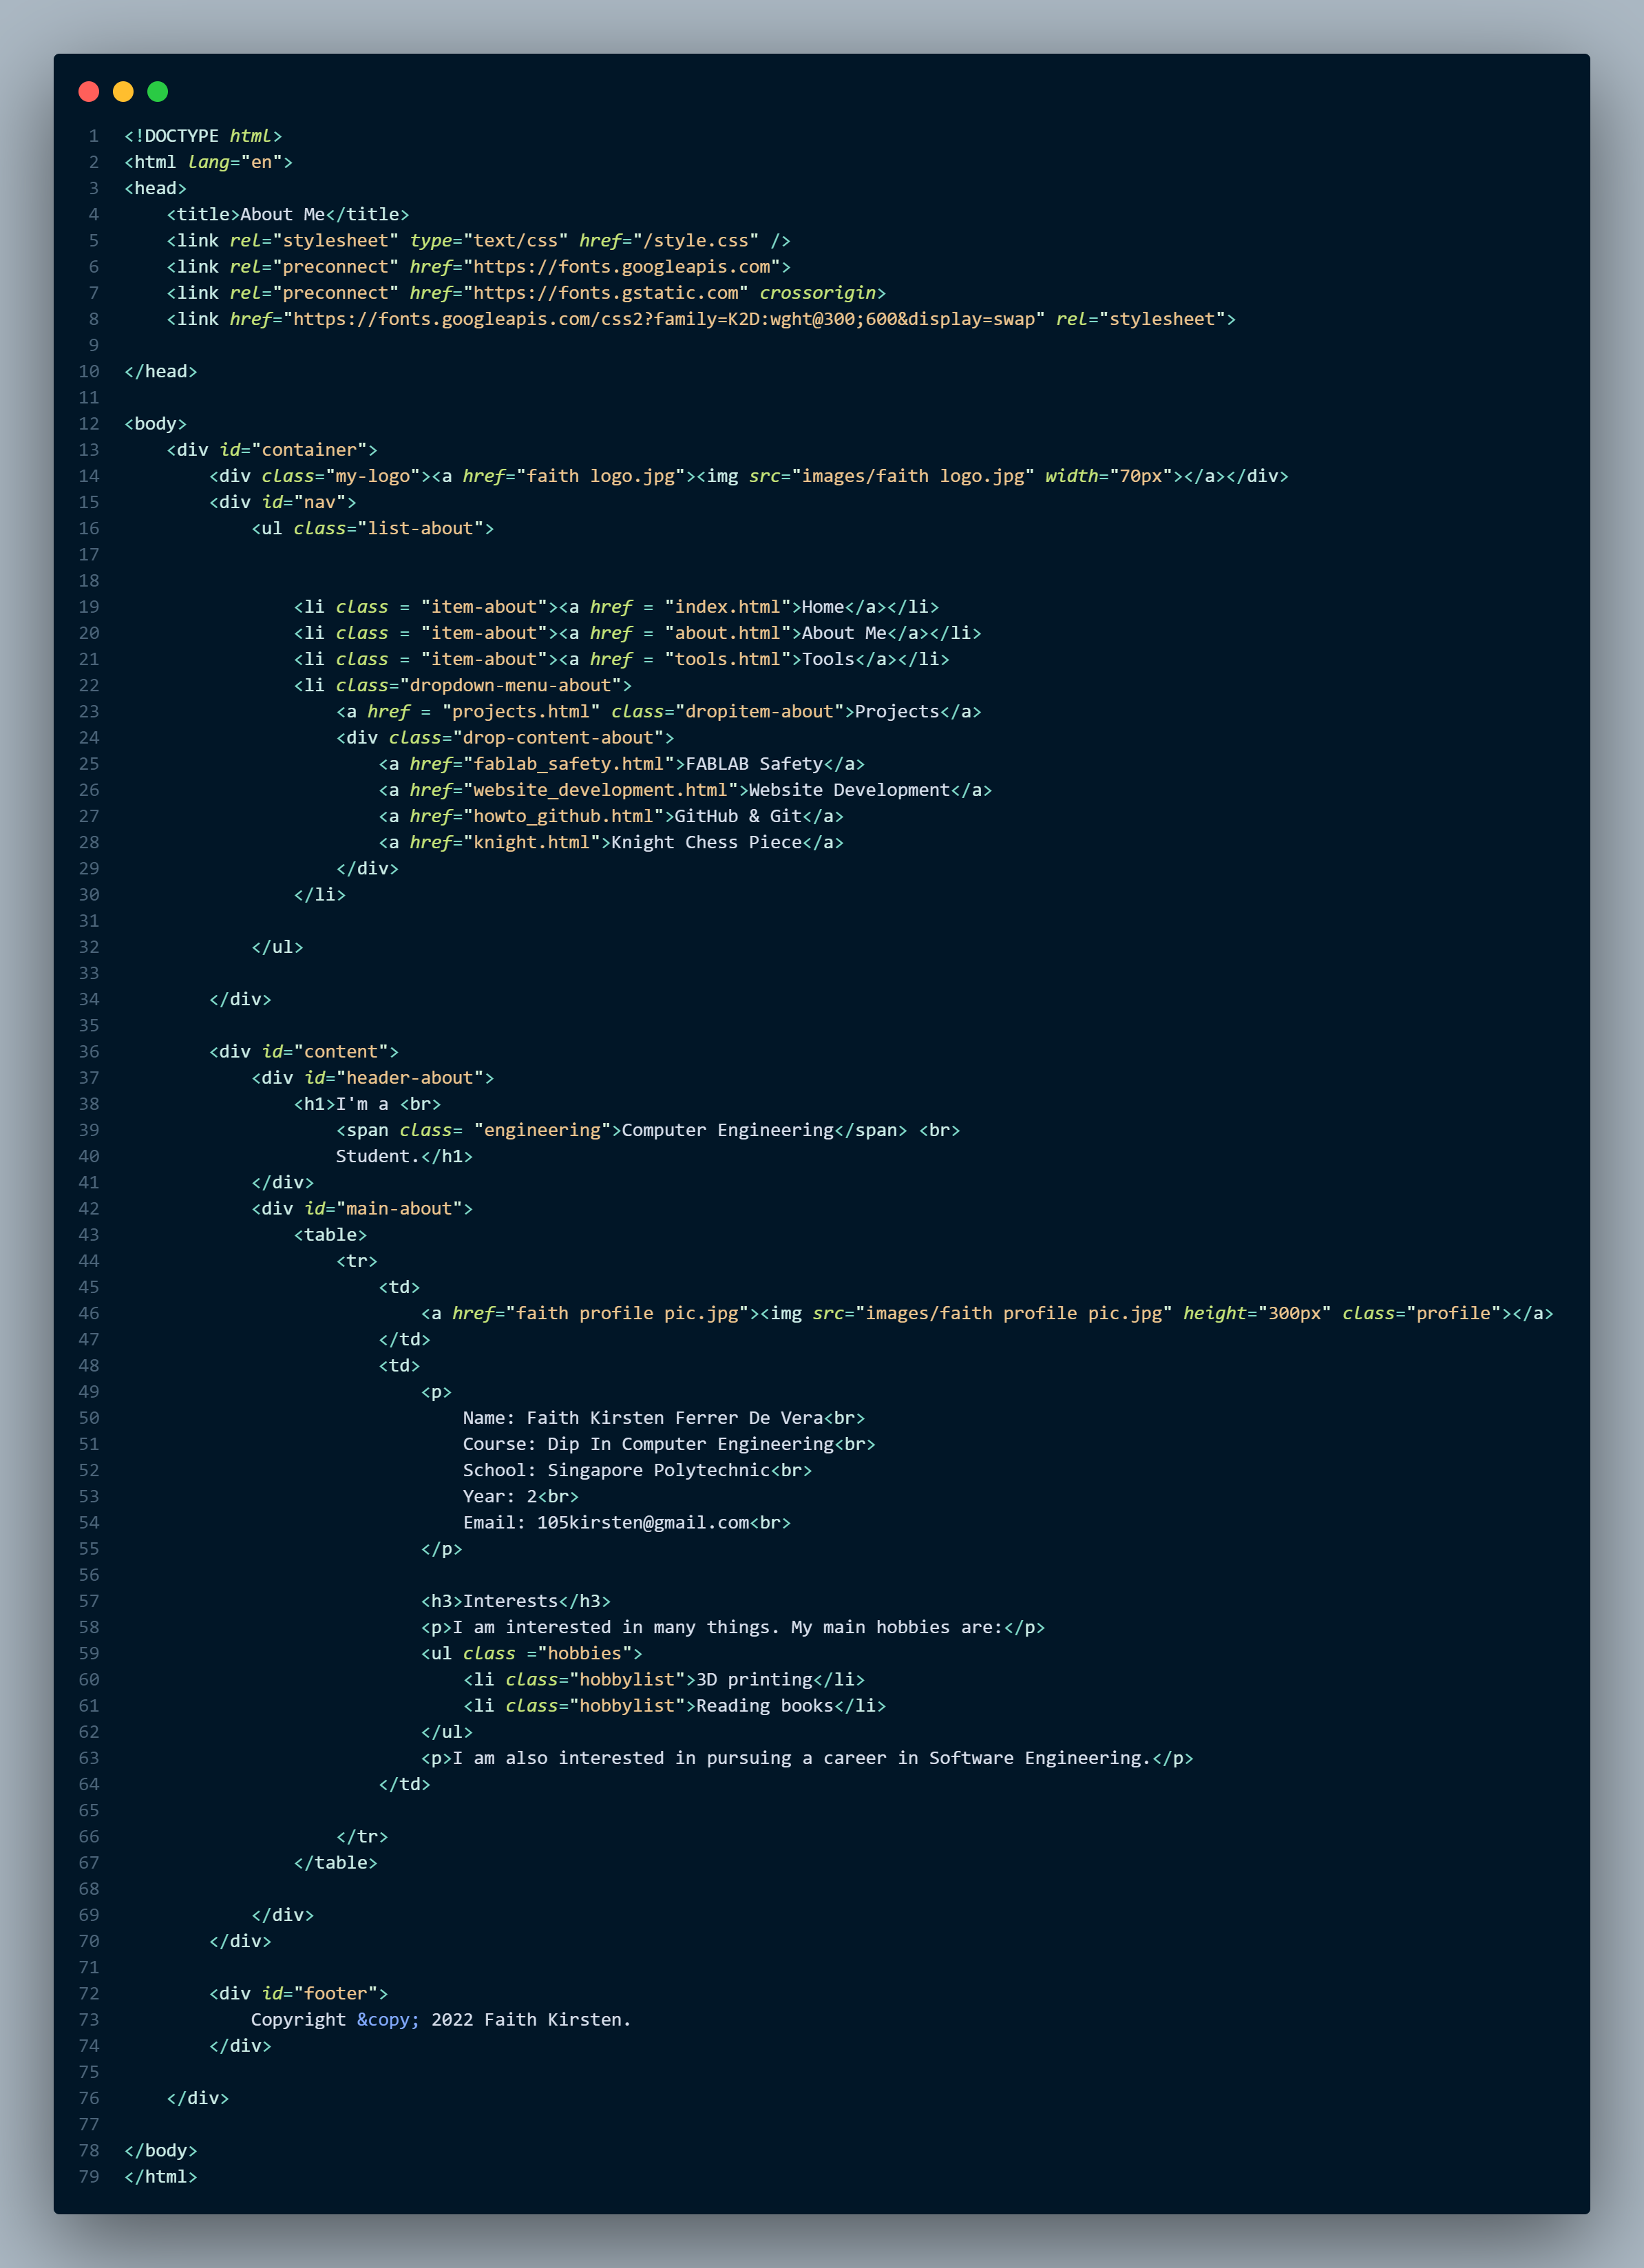 1 <!DOCTYPE html>
2 <html lang="en">
3 <head>
4     <title>About Me</title>
5     <link rel="stylesheet" type="text/css" href="/style.css" />
6     <link rel="preconnect" href="https://fonts.googleapis.com">
7     <link rel="preconnect" href="https://fonts.gstatic.com" crossorigin>
8     <link href="https://fonts.googleapis.com/css2?family=K2D:wght@300;600&display=swap" rel="stylesheet">
9
10 </head>
11
12 <body>
13     <div id="container">
14         <div class="my-logo"><a href="faith logo.jpg"><img src="images/faith logo.jpg" width="70px"></a></div>
15         <div id="nav">
16             <ul class="list-about">
17
18
19                 <li class = "item-about"><a href = "index.html">Home</a></li>
20                 <li class = "item-about"><a href = "about.html">About Me</a></li>
21                 <li class = "item-about"><a href = "tools.html">Tools</a></li>
22                 <li class="dropdown-menu-about">
23                     <a href = "projects.html" class="dropitem-about">Projects</a>
24                     <div class="drop-content-about">
25                         <a href="fablab_safety.html">FABLAB Safety</a>
26                         <a href="website_development.html">Website Development</a>
27                         <a href="howto_github.html">GitHub & Git</a>
28                         <a href="knight.html">Knight Chess Piece</a>
29                     </div>
30                 </li>
31
32             </ul>
33
34         </div>
35
36         <div id="content">
37             <div id="header-about">
38                 <h1>I'm a <br>
39                     <span class= "engineering">Computer Engineering</span> <br>
40                     Student.</h1>
41             </div>
42             <div id="main-about">
43                 <table>
44                     <tr>
45                         <td>
46                             <a href="faith profile pic.jpg"><img src="images/faith profile pic.jpg" height="300px" class="profile"></a>
47                         </td>
48                         <td>
49                             <p>
50                                 Name: Faith Kirsten Ferrer De Vera<br>
51                                 Course: Dip In Computer Engineering<br>
52                                 School: Singapore Polytechnic<br>
53                                 Year: 2<br>
54                                 Email: 105kirsten@gmail.com<br>
55                             </p>
56
57                             <h3>Interests</h3>
58                             <p>I am interested in many things. My main hobbies are:</p>
59                             <ul class ="hobbies">
60                                 <li class="hobbylist">3D printing</li>
61                                 <li class="hobbylist">Reading books</li>
62                             </ul>
63                             <p>I am also interested in pursuing a career in Software Engineering.</p>
64                         </td>
65
66                     </tr>
67                 </table>
68
69             </div>
70         </div>
71
72         <div id="footer">
73             Copyright &copy; 2022 Faith Kirsten.
74         </div>
75
76     </div>
77
78 </body>
79 </html>